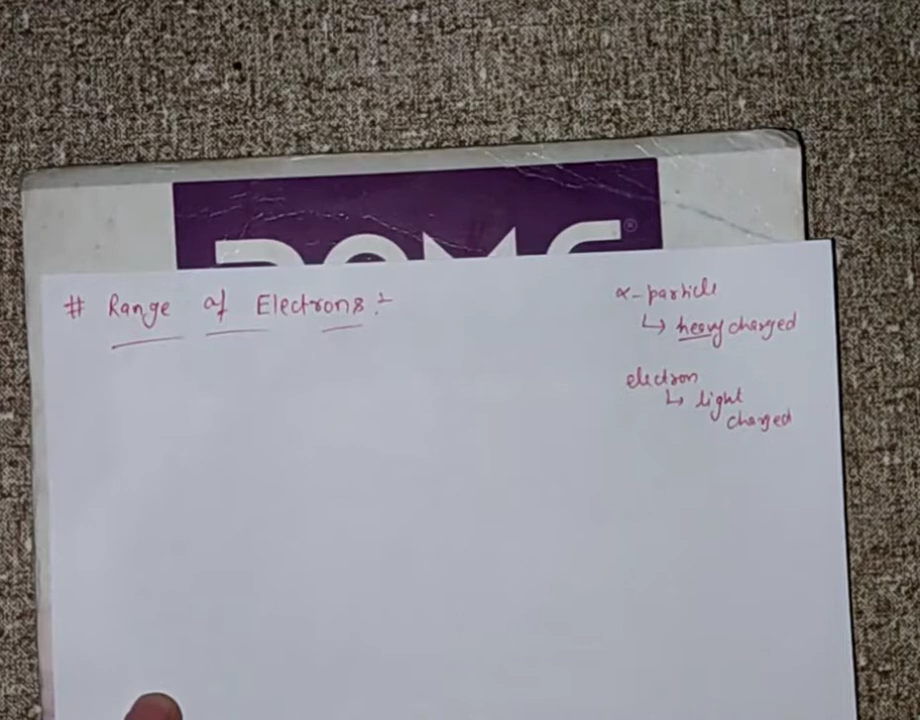 # Range of Electrons :-
α-particle
↳ heavy charged
electron
↳ light
charged